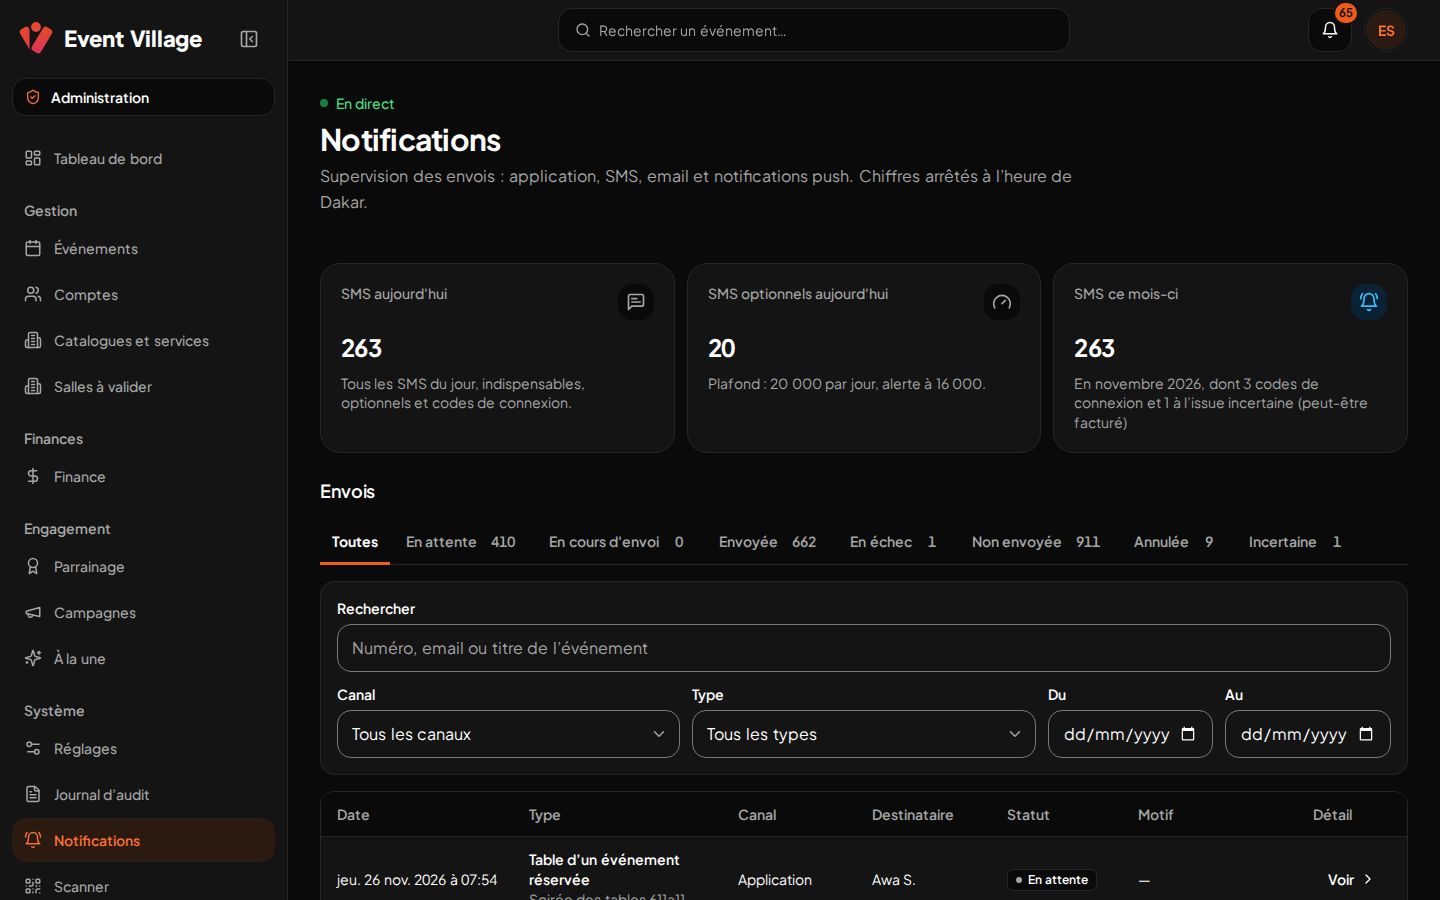 Event Village
Rechercher un événement...
65
ES
Administration
Tableau de bord
Gestion
Événements
Comptes
Catalogues et services
Salles à valider
Finances
Finance
Engagement
Parrainage
Campagnes
À la une
Système
Réglages
Journal d’audit
Notifications
Scanner
En direct
Notifications
Supervision des envois : application, SMS, email et notifications push. Chiffres arrêtés à l’heure de
Dakar.
SMS aujourd'hui
263
Tous les SMS du jour, indispensables,
optionnels et codes de connexion.
SMS optionnels aujourd'hui
20
Plafond : 20 000 par jour, alerte à 16 000.
SMS ce mois-ci
263
En novembre 2026, dont 3 codes de
connexion et 1 à l’issue incertaine (peut-être
facturé)
Envois
Toutes En attente 410 En cours d'envoi 0 Envoyée 662 En échec 1 Non envoyée 911 Annulée 9 Incertaine 1
Rechercher
Numéro, email ou titre de l’événement
Canal Type Du Au
Tous les canaux Tous les types dd/mm/yyyy dd/mm/yyyy
Date Type Canal Destinataire Statut Motif Détail
Table d’un événement
réservée
jeu. 26 nov. 2026 à 07:54 Application Awa S. En attente — Voir
Soirée des tables